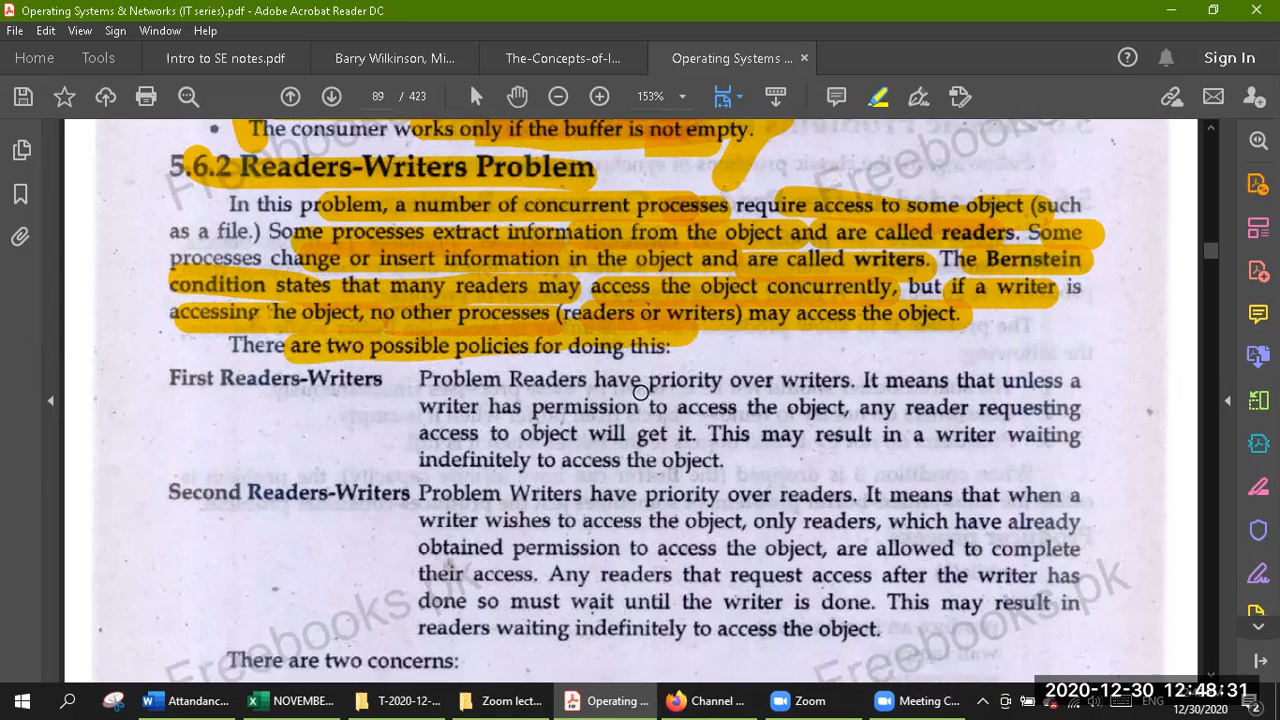 Operating Systems & Networks (IT series).pdf - Adobe Acrobat Reader DC
File Edit View Sign Window Help
Home Tools Intro to SE notes.pdf Barry Wilkinson, Mi... The-Concepts-of-I... Operating Systems ... × Sign In
89 / 423 153%
• The consumer works only if the buffer is not empty.
5.6.2 Readers-Writers Problem
In this problem, a number of concurrent processes require access to some object (such
as a file.) Some processes extract information from the object and are called readers. Some
processes change or insert information in the object and are called writers. The Bernstein
condition states that many readers may access the object concurrently, but if a writer is
accessing the object, no other processes (readers or writers) may access the object.
There are two possible policies for doing this:
First Readers-Writers Problem Readers have priority over writers. It means that unless a
writer has permission to access the object, any reader requesting
access to object will get it. This may result in a writer waiting
indefinitely to access the object.
Second Readers-Writers Problem Writers have priority over readers. It means that when a
writer wishes to access the object, only readers, which have already
obtained permission to access the object, are allowed to complete
their access. Any readers that request access after the writer has
done so must wait until the writer is done. This may result in
readers waiting indefinitely to access the object.
There are two concerns:
Freebooks.pk
Freebooks.pk
Attandanc... NOVEMBE... T-2020-12-... Zoom lect... Operating ... Channel ... Zoom Meeting C... ENG
2020-12-30 12:48:31
12/30/2020 2